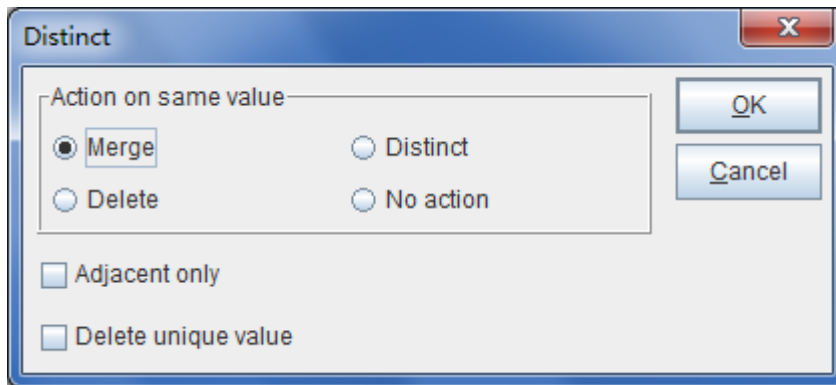 Distinct
Action on same value
Merge
Distinct
Delete
No action
Adjacent only
Delete unique value
OK
Cancel